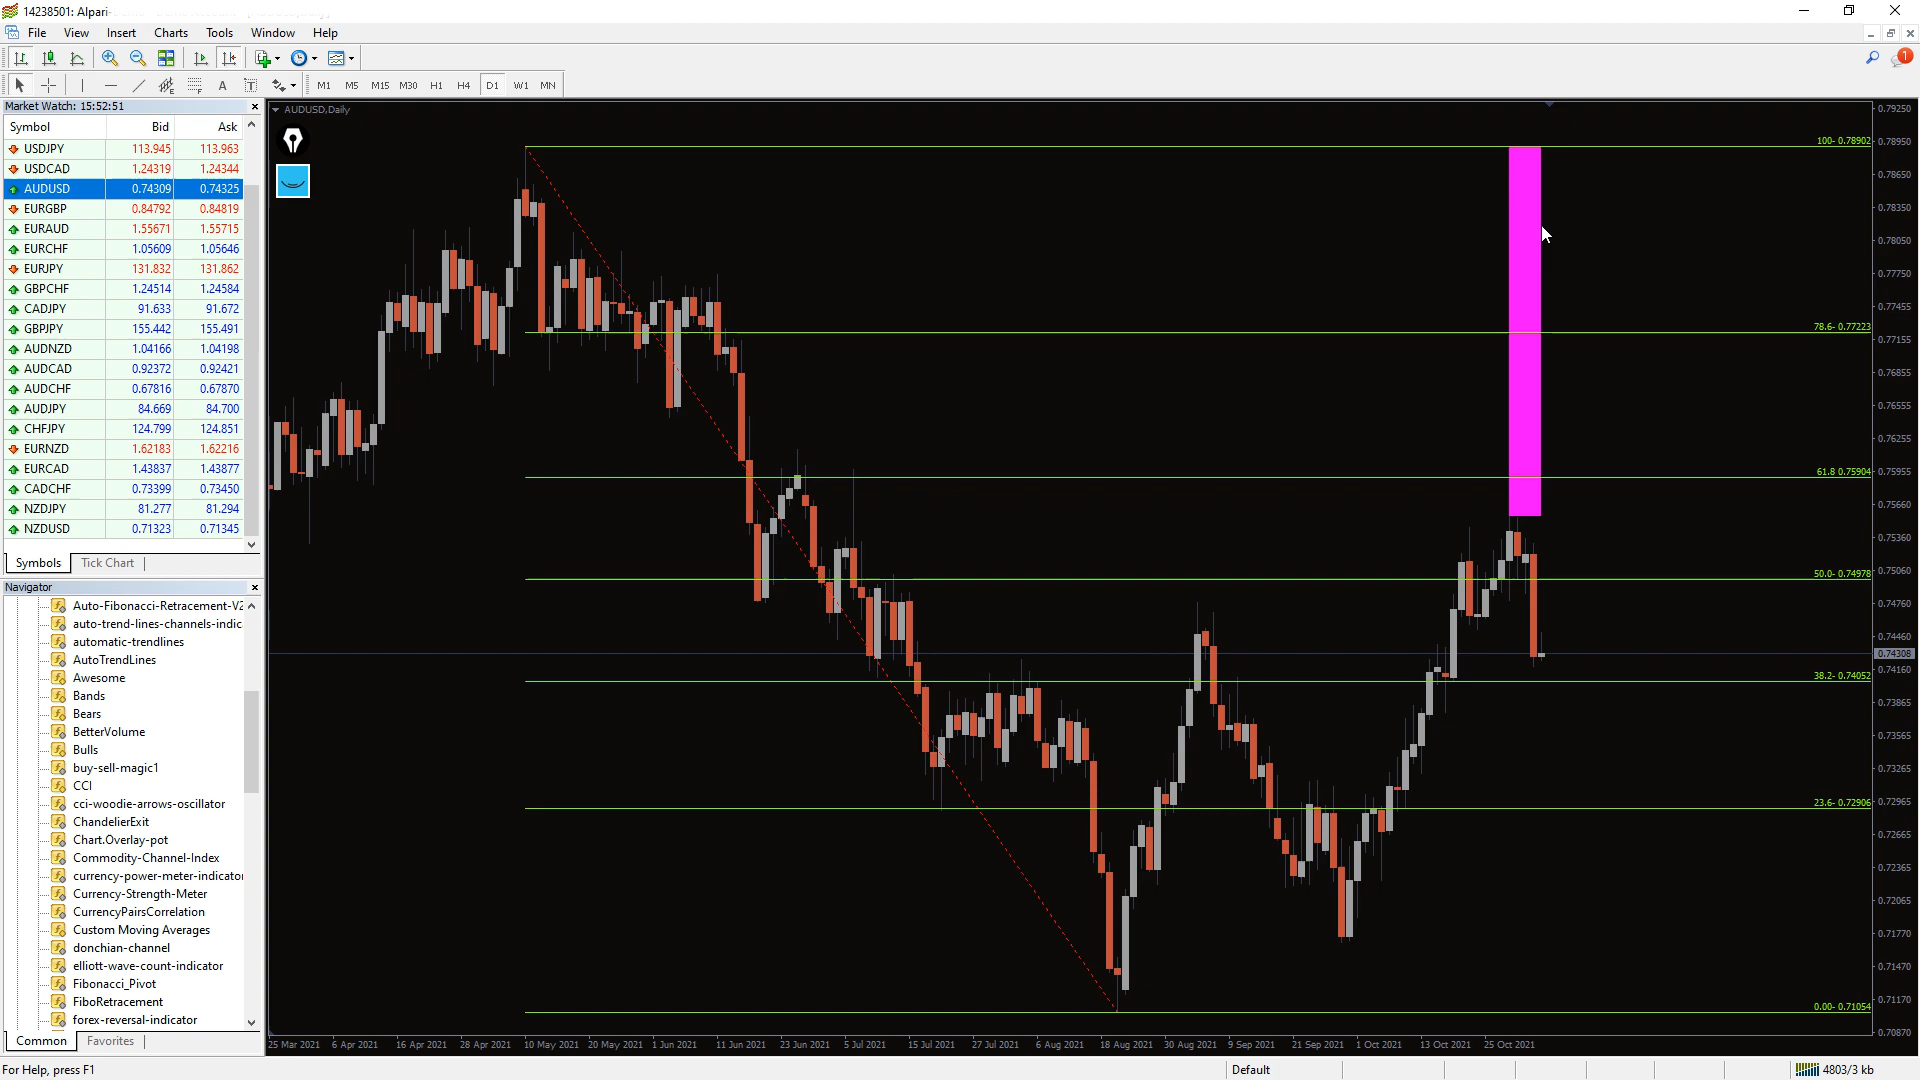 14238501: Alpari
File View Insert Charts Tools Window Help
1
A T M1 M5 M15 M30 H1 H4 D1 W1 MN
Market Watch: 15:52:51
Symbol Bid Ask
USDJPY 113.945 113.963
USDCAD 1.24319 1.24344
AUDUSD 0.74309 0.74325
EURGBP 0.84792 0.84819
EURAUD 1.55671 1.55715
EURCHF 1.05609 1.05646
EURJPY 131.832 131.862
GBPCHF 1.24514 1.24584
CADJPY 91.633 91.672
GBPJPY 155.442 155.491
AUDNZD 1.04166 1.04198
AUDCAD 0.92372 0.92421
AUDCHF 0.67816 0.67870
AUDJPY 84.669 84.700
CHFJPY 124.799 124.851
EURNZD 1.62183 1.62216
EURCAD 1.43837 1.43877
CADCHF 0.73399 0.73450
NZDJPY 81.277 81.294
NZDUSD 0.71323 0.71345
Symbols Tick Chart
Navigator
Auto-Fibonacci-Retracement-V2
auto-trend-lines-channels-indic
automatic-trendlines
AutoTrendLines
Awesome
Bands
Bears
BetterVolume
Bulls
buy-sell-magic1
CCI
cci-woodie-arrows-oscillator
ChandelierExit
Chart.Overlay-pot
Commodity-Channel-Index
currency-power-meter-indicator
Currency-Strength-Meter
CurrencyPairsCorrelation
Custom Moving Averages
donchian-channel
elliott-wave-count-indicator
Fibonacci_Pivot
FiboRetracement
forex-reversal-indicator
Common Favorites
AUDUSD,Daily
100- 0.78902
78.6- 0.77223
61.8 0.75904
50.0- 0.74978
38.2- 0.74052
23.6- 0.72906
0.00- 0.71054
0.79250
0.78950
0.78650
0.78350
0.78050
0.77750
0.77455
0.77155
0.76855
0.76555
0.76255
0.75955
0.75660
0.75360
0.75060
0.74760
0.74460
0.74308
0.74160
0.73865
0.73565
0.73265
0.72965
0.72665
0.72365
0.72065
0.71770
0.71470
0.71170
0.70870
25 Mar 2021 6 Apr 2021 16 Apr 2021 28 Apr 2021 10 May 2021 20 May 2021 1 Jun 2021 11 Jun 2021 23 Jun 2021 5 Jul 2021 15 Jul 2021 27 Jul 2021 6 Aug 2021 18 Aug 2021 30 Aug 2021 9 Sep 2021 21 Sep 2021 1 Oct 2021 13 Oct 2021 25 Oct 2021
For Help, press F1 Default 4803/3 kb